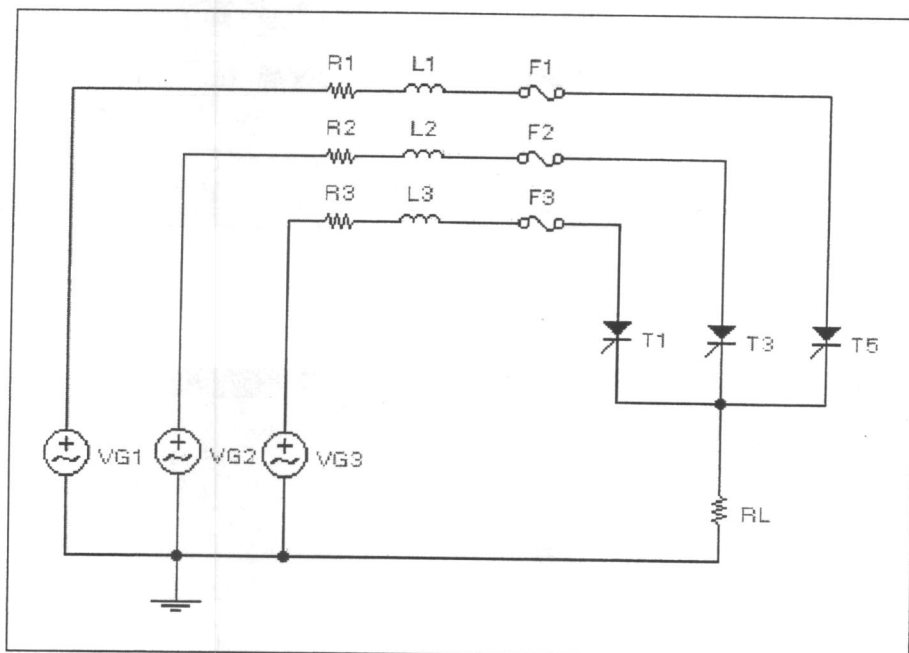 R1 L1 F1
R2 L2 F2
R3 L3 F3
T1 T3 T5
VG1 VG2 VG3
RL